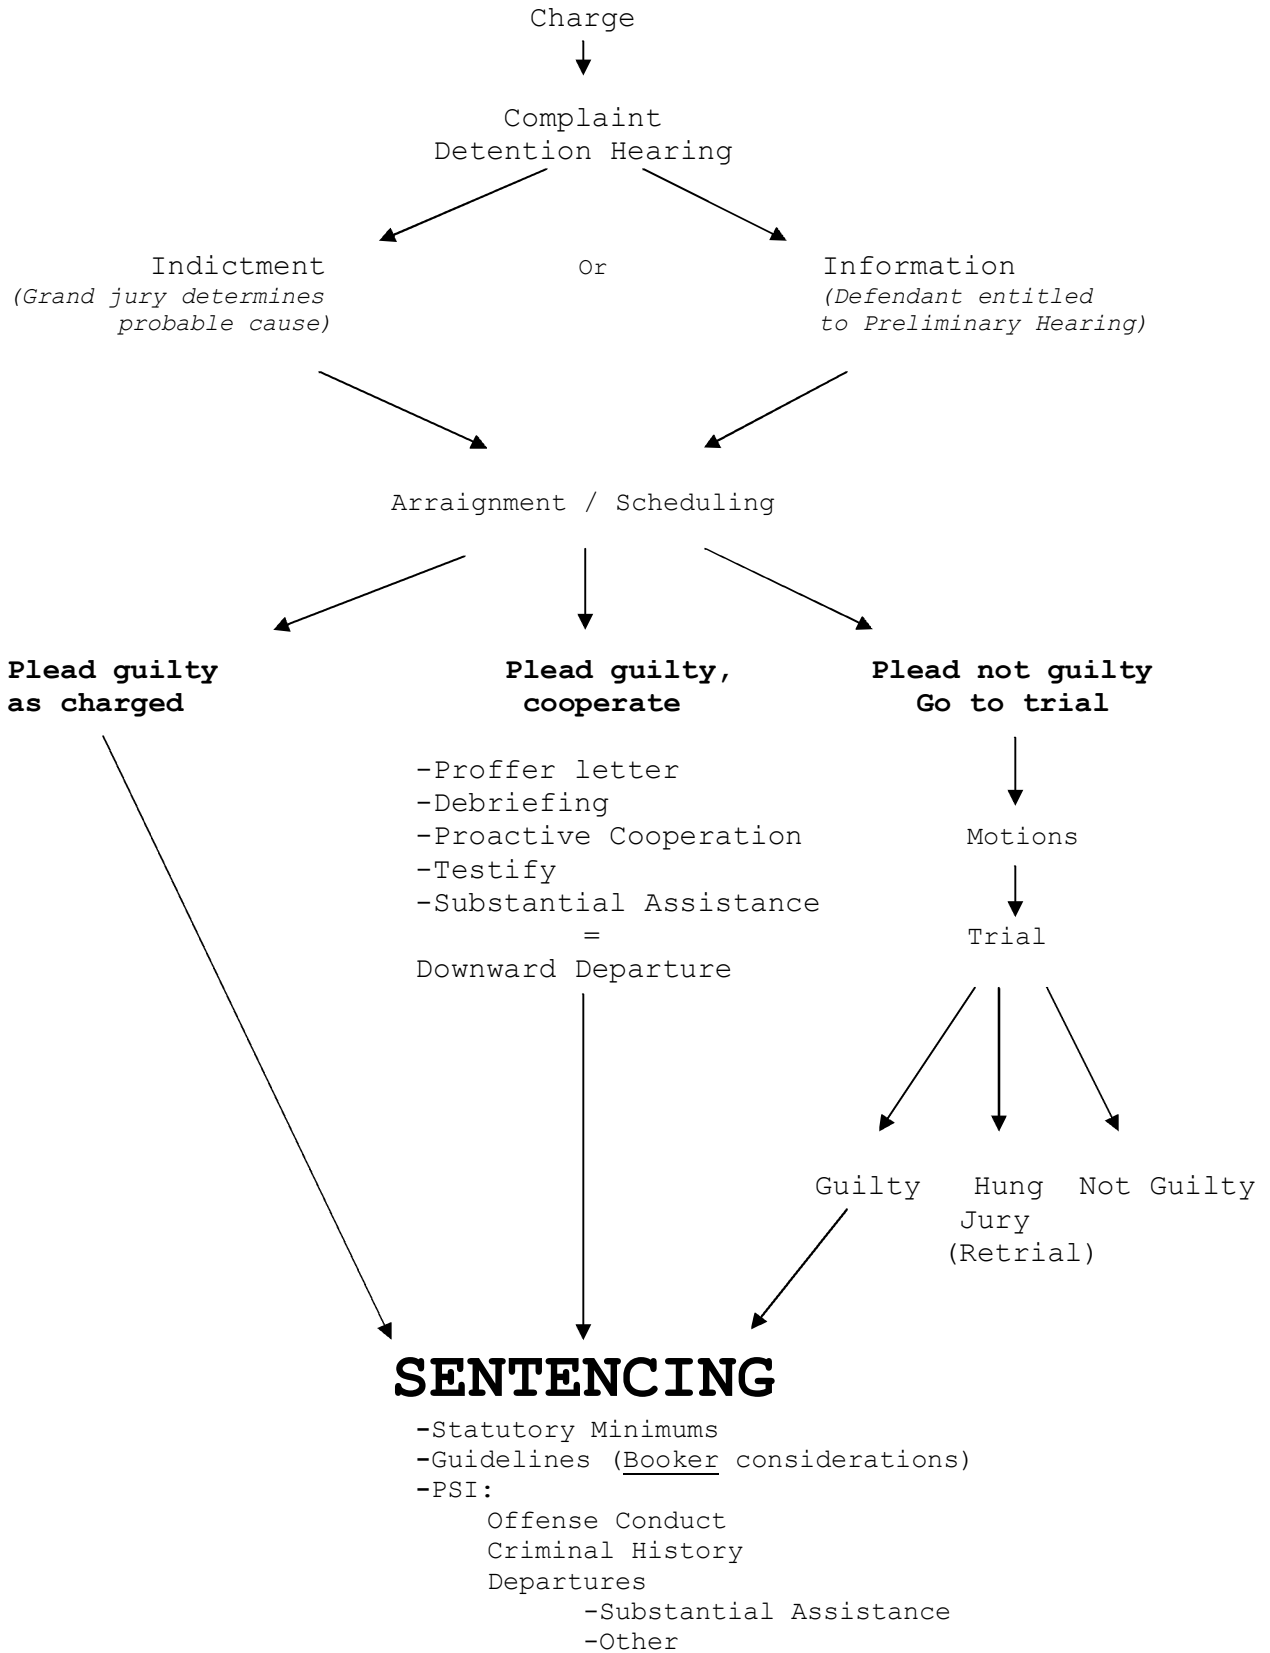 Charge
Complaint
Detention Hearing
Indictment
(Grand jury determines
probable cause)
Or
Information
(Defendant entitled
to Preliminary Hearing)
Arraignment / Scheduling
Plead guilty
as charged
Plead guilty,
cooperate
-Proffer letter
-Debriefing
-Proactive Cooperation
-Testify
-Substantial Assistance
=
Downward Departure
Plead not guilty
Go to trial
Motions
Trial
Guilty
Hung
Jury
(Retrial)
Not Guilty
SENTENCING
-Statutory Minimums
-Guidelines (Booker considerations)
-PSI:
Offense Conduct
Criminal History
Departures
-Substantial Assistance
-Other